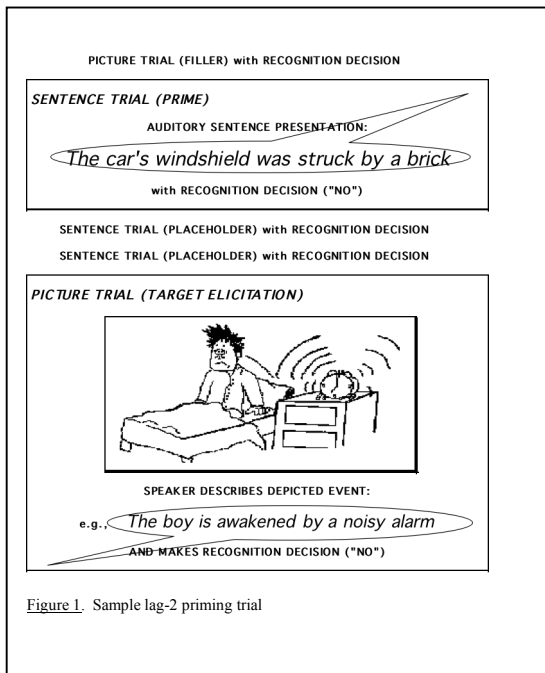 PICTURE TRIAL (FILLER) with RECOGNITION DECISION
SENTENCE TRIAL (PRIME)
AUDITORY SENTENCE PRESENTATION:
The car's windshield was struck by a brick
with RECOGNITION DECISION ("NO")
SENTENCE TRIAL (PLACEHOLDER) with RECOGNITION DECISION
SENTENCE TRIAL (PLACEHOLDER) with RECOGNITION DECISION
PICTURE TRIAL (TARGET ELICITATION)
SPEAKER DESCRIBES DEPICTED EVENT:
e.g., The boy is awakened by a noisy alarm
AND MAKES RECOGNITION DECISION ("NO")
Figure 1. Sample lag-2 priming trial